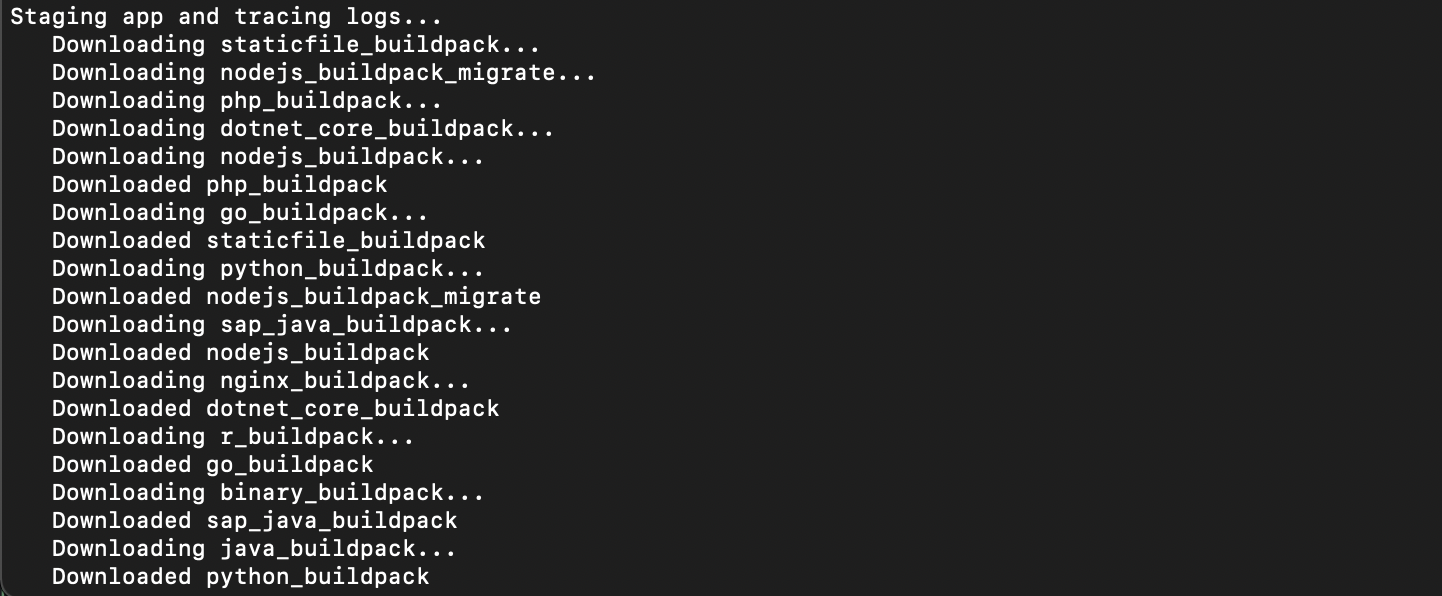 Staging app and tracing logs...
Downloading staticfile_buildpack...
Downloading nodejs_buildpack_migrate...
Downloading php_buildpack...
Downloading dotnet_core_buildpack...
Downloading nodejs_buildpack...
Downloaded php_buildpack
Downloading go_buildpack...
Downloaded staticfile_buildpack
Downloading python_buildpack...
Downloaded nodejs_buildpack_migrate
Downloading sap_java_buildpack...
Downloaded nodejs_buildpack
Downloading nginx_buildpack...
Downloaded dotnet_core_buildpack
Downloading r_buildpack...
Downloaded go_buildpack
Downloading binary_buildpack...
Downloaded sap_java_buildpack
Downloading java_buildpack...
Downloaded python_buildpack